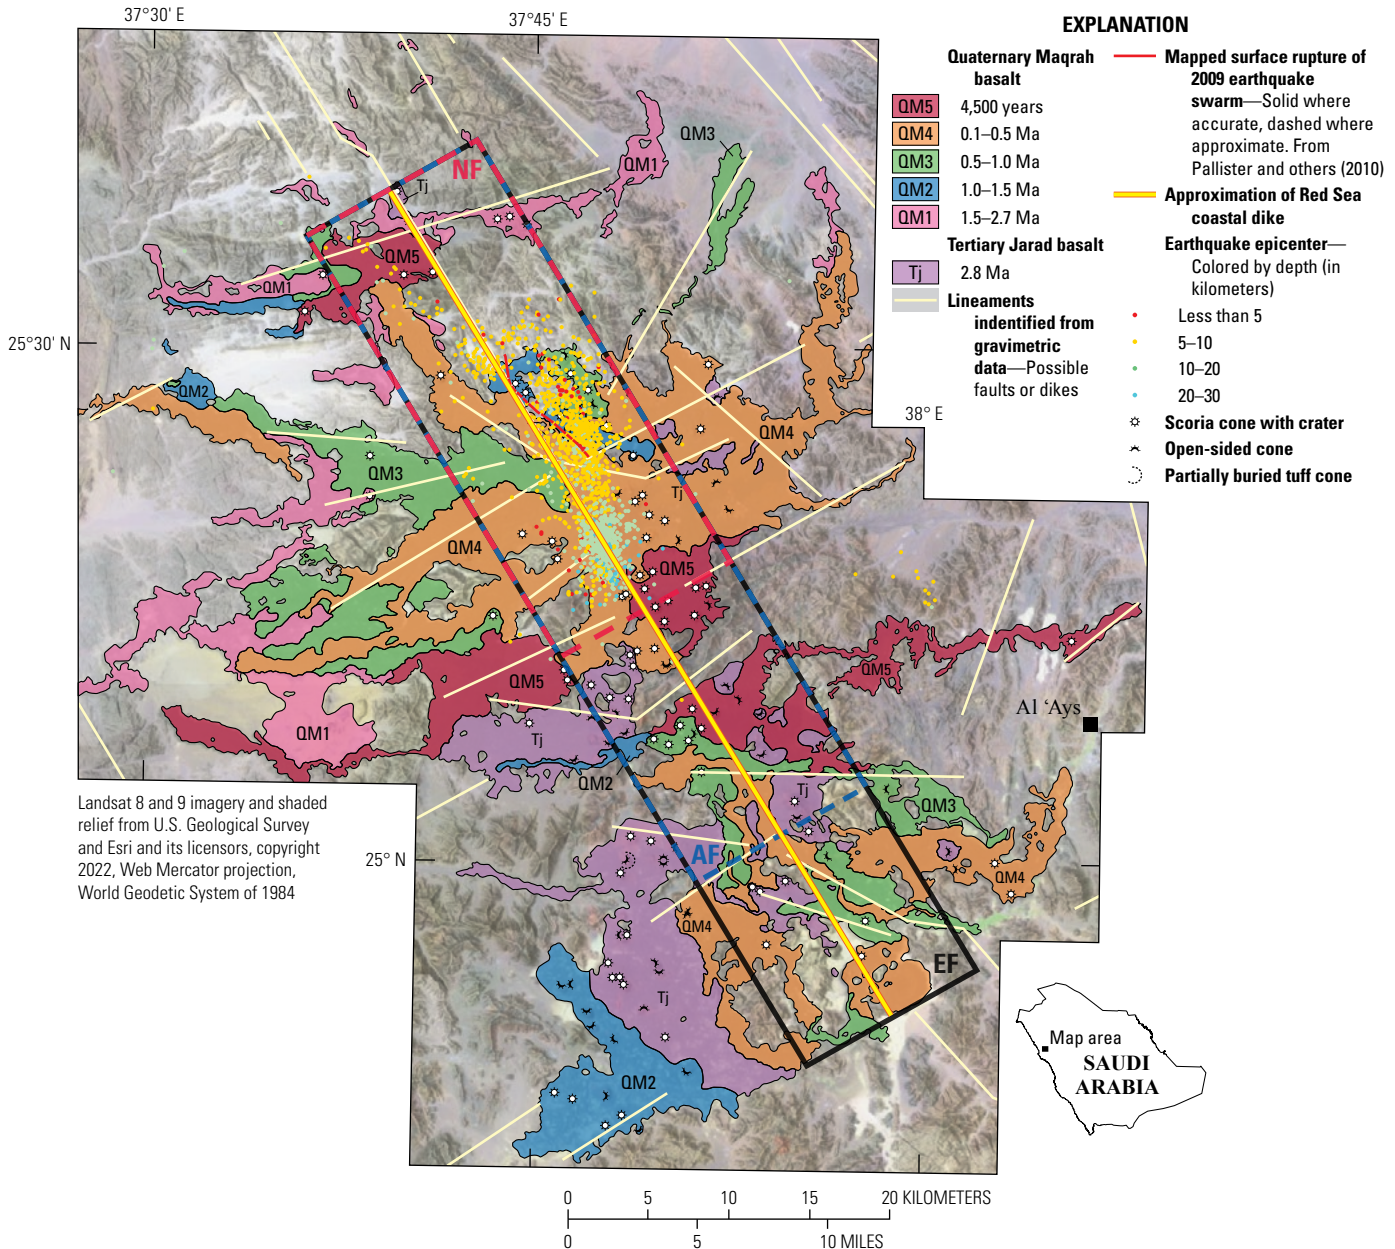 37°30' E
37°45' E
EXPLANATION
Quaternary Maqrah
basalt
QM5 4,500 years
QM4 0.1–0.5 Ma
QM3 0.5–1.0 Ma
QM2 1.0–1.5 Ma
QM1 1.5–2.7 Ma
Tertiary Jarad basalt
Tj 2.8 Ma
Lineaments
indentified from
gravimetric
data—Possible
faults or dikes
Mapped surface rupture of
2009 earthquake
swarm—Solid where
accurate, dashed where
approximate. From
Pallister and others (2010)
Approximation of Red Sea
coastal dike
Earthquake epicenter—
Colored by depth (in
kilometers)
Less than 5
5–10
10–20
20–30
Scoria cone with crater
Open-sided cone
Partially buried tuff cone
QM3
QM1
NF
Tj
QM5
QM1
25°30' N
QM2
38° E
QM4
QM3
Tj
QM4
QM5
QM5
QM5
Al ‘Ays
QM1
Tj
QM2
Tj
QM3
Landsat 8 and 9 imagery and shaded
relief from U.S. Geological Survey
and Esri and its licensors, copyright
2022, Web Mercator projection,
World Geodetic System of 1984
25° N
AF
QM4
QM4
EF
Tj
QM2
Map area
SAUDI
ARABIA
0 5 10 15 20 KILOMETERS
0 5 10 MILES